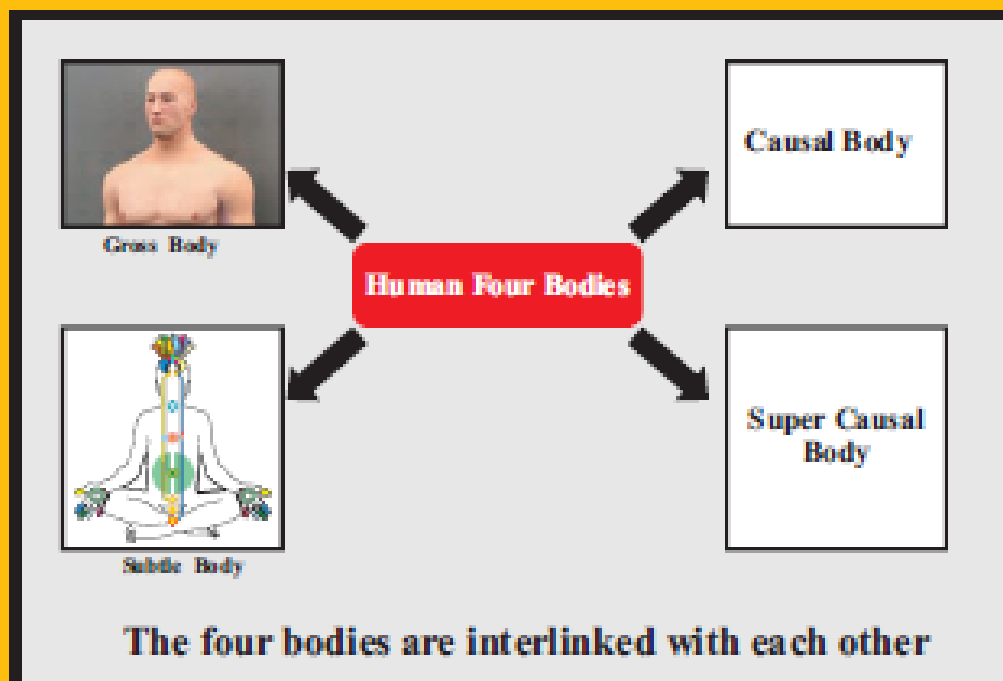 Causal Body
Gross Body
Human Four Bodies
Super Causal
Body
Subtle Body
The four bodies are interlinked with each other